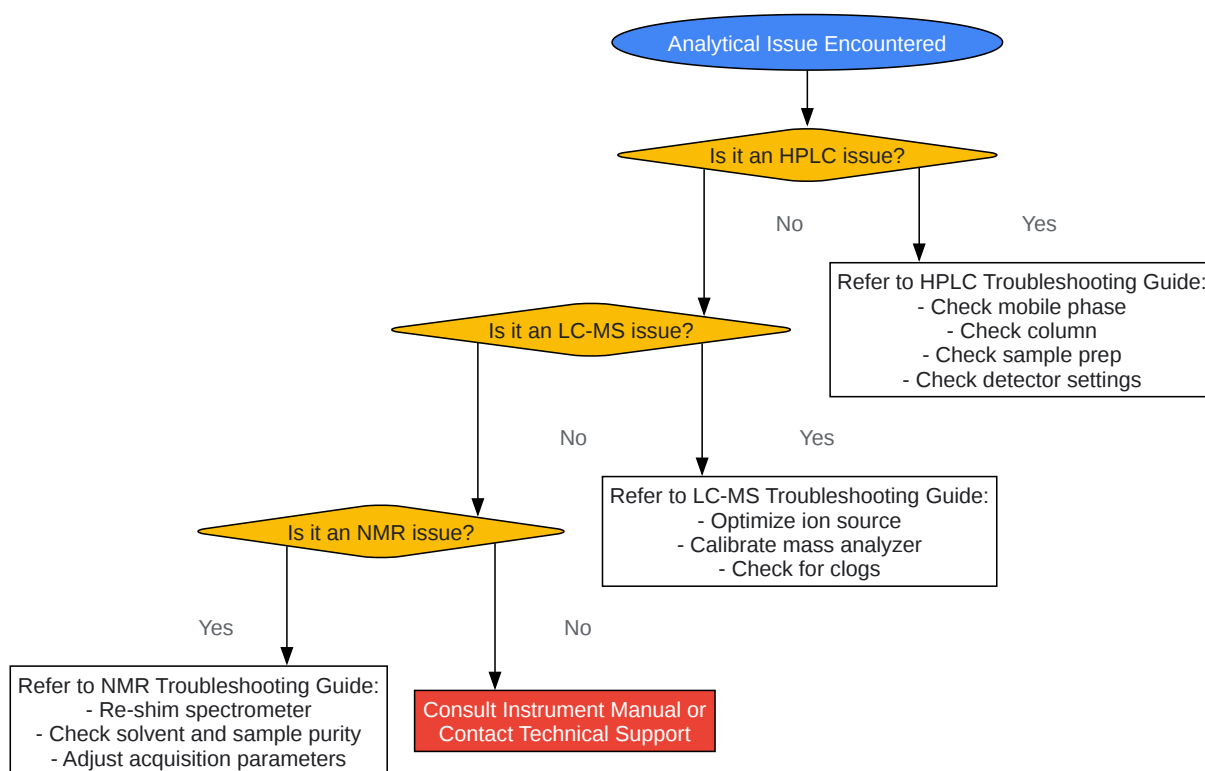 Analytical Issue Encountered
Is it an HPLC issue?
No
Yes
Refer to HPLC Troubleshooting Guide:
- Check mobile phase
- Check column
- Check sample prep
- Check detector settings
Is it an LC-MS issue?
No
Yes
Refer to LC-MS Troubleshooting Guide:
- Optimize ion source
- Calibrate mass analyzer
- Check for clogs
Is it an NMR issue?
Yes
No
Refer to NMR Troubleshooting Guide:
- Re-shim spectrometer
- Check solvent and sample purity
- Adjust acquisition parameters
Consult Instrument Manual or
Contact Technical Support